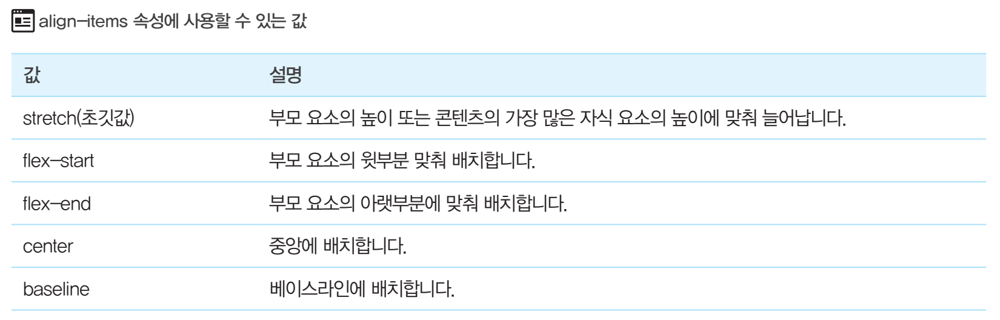 align-items 속성에 사용할 수 있는 값
값 설명
stretch(초깃값) 부모 요소의 높이 또는 콘텐츠의 가장 많은 자식 요소의 높이에 맞춰 늘어납니다.
flex-start 부모 요소의 윗부분 맞춰 배치합니다.
flex-end 부모 요소의 아랫부분에 맞춰 배치합니다.
center 중앙에 배치합니다.
baseline 베이스라인에 배치합니다.